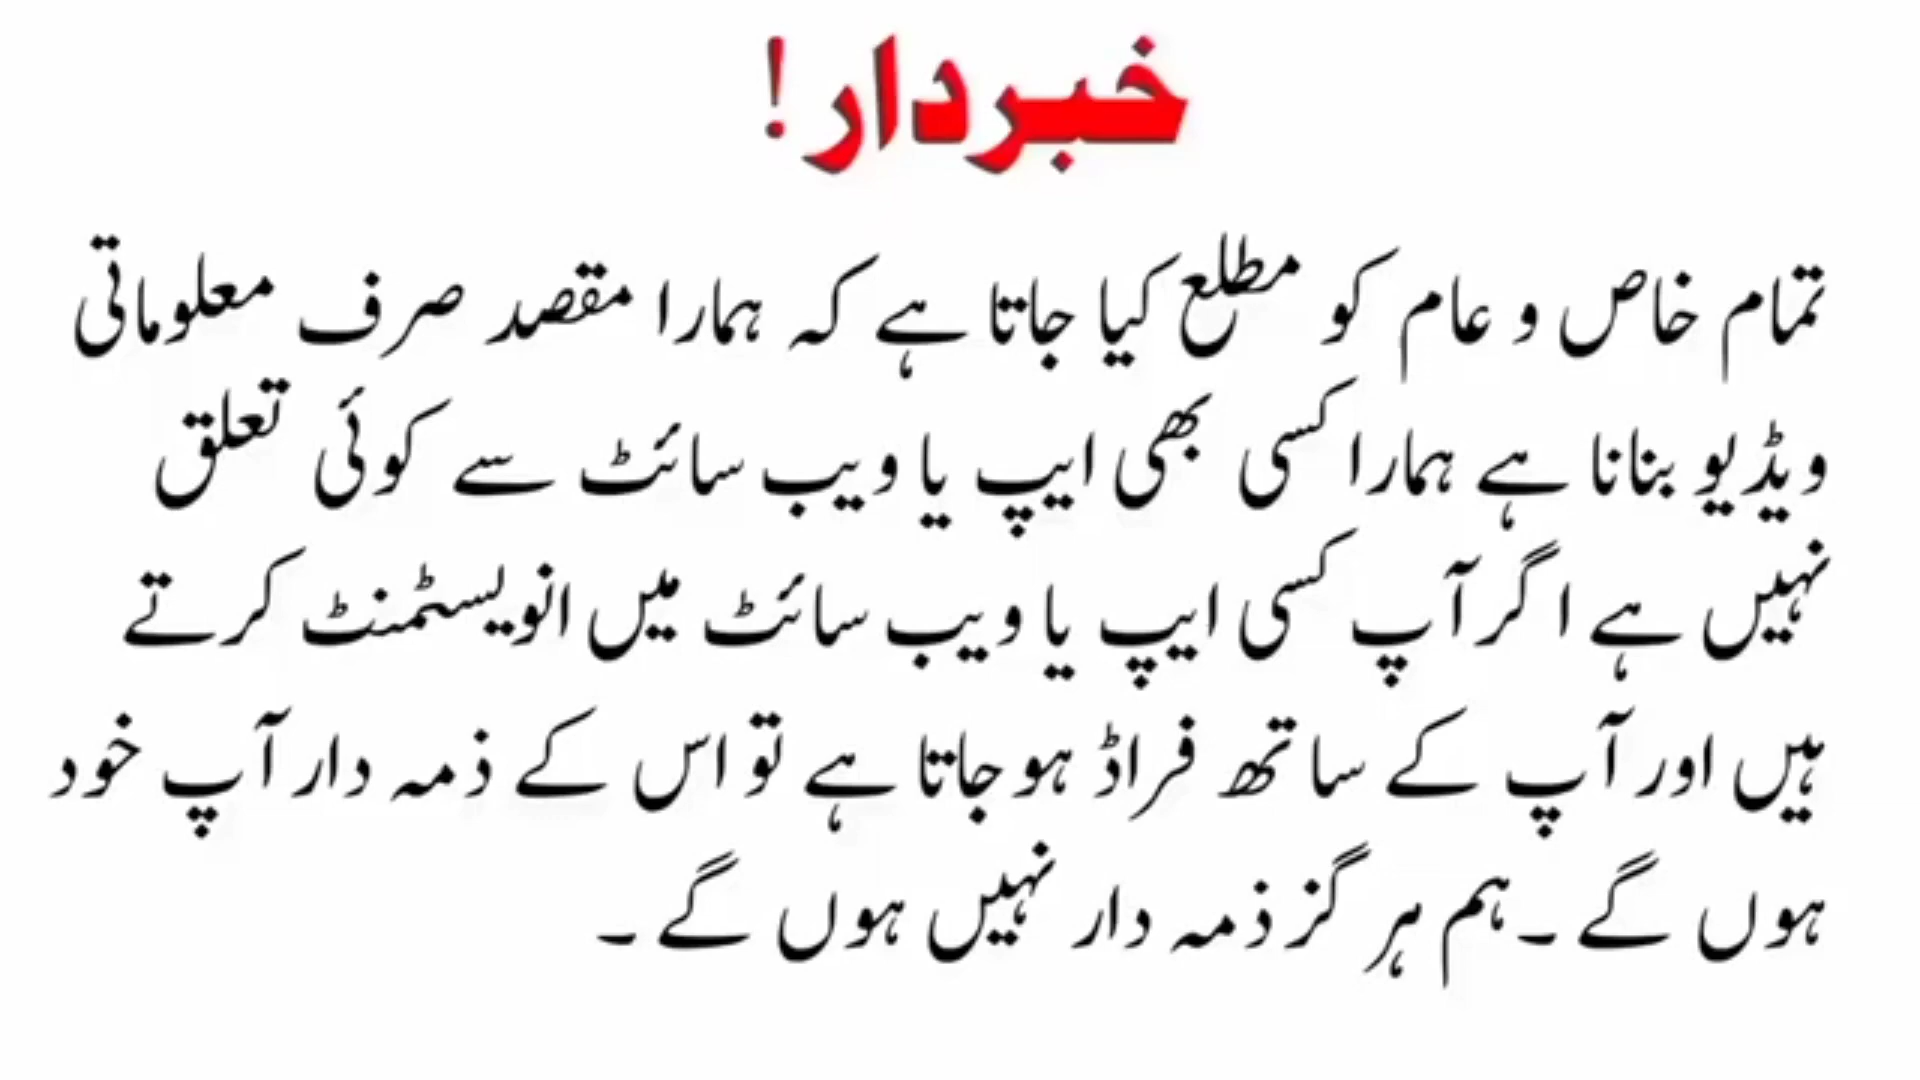 خبردار!
تمام خاص و عام کو مطلع کیا جاتا ہے کہ ہمارا مقصد صرف معلوماتی
ویڈیو بنانا ہے ہمارا کسی بھی ایپ یا ویب سائٹ سے کوئی تعلق
نہیں ہے اگر آپ کسی ایپ یا ویب سائٹ میں انویسٹمنٹ کرتے
ہیں اور آپ کے ساتھ فراڈ ہو جاتا ہے تو اس کے ذمہ دار آپ خود
ہوں گے ۔ ہم ہرگز ذمہ دار نہیں ہوں گے ۔